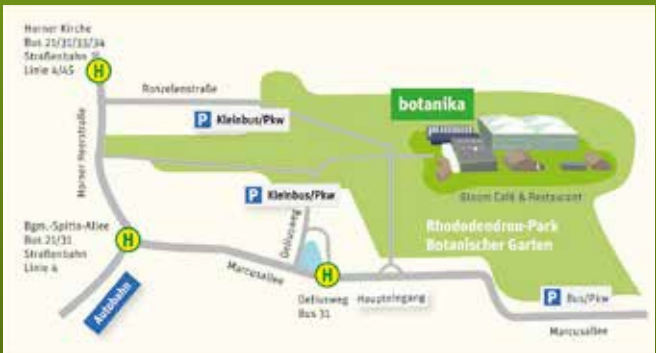 Horner Kirche
Bus 21/31/33/34
Straßenbahn
Linie 4/4S
H
Ronzelenstraße
P Kleinbus/Pkw
botanika
Horner Heerstraße
P Kleinbus/Pkw
Bloom Café & Restaurant
Rhododendron-Park
Botanischer Garten
Bgm.-Spitta-Allee
Bus 21/31
Straßenbahn
Linie 4
H
Deliusweg
Marcusallee
H
Deliusweg
Bus 31
Haupteingang
P Bus/Pkw
Marcusallee
Autobahn